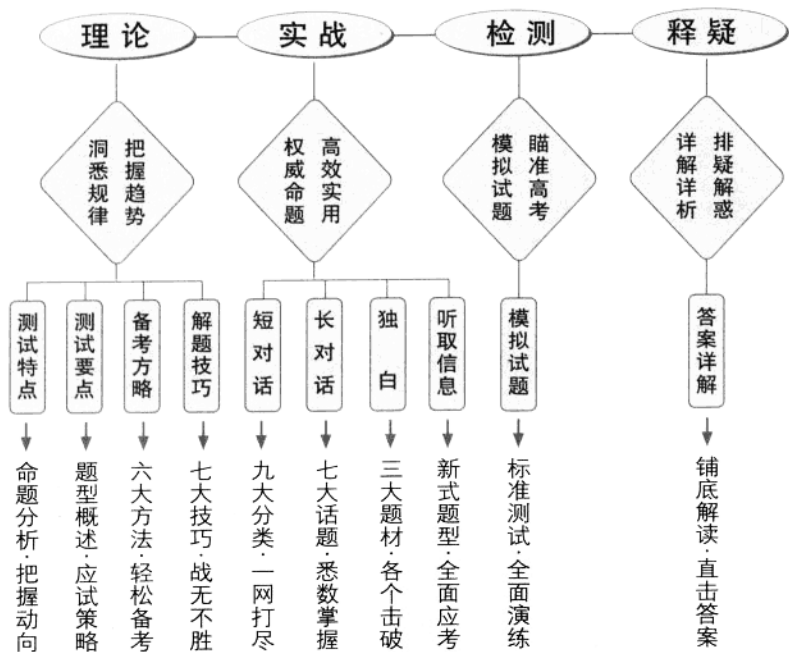 理论
实战
检测
释疑
把握趋势
洞悉规律
高效实用
权威命题
瞄准高考
模拟试题
排疑解惑
详解详析
测试特点
测试要点
备考方略
解题技巧
短对话
长对话
独白
听取信息
模拟试题
答案详解
命题分析·把握动向
题型概述·应试策略
六大方法·轻松备考
七大技巧·战无不胜
九大分类·一网打尽
七大话题·悉数掌握
三大题材·各个击破
新式题型·全面应考
标准测试·全面演练
铺底解读·直击答案